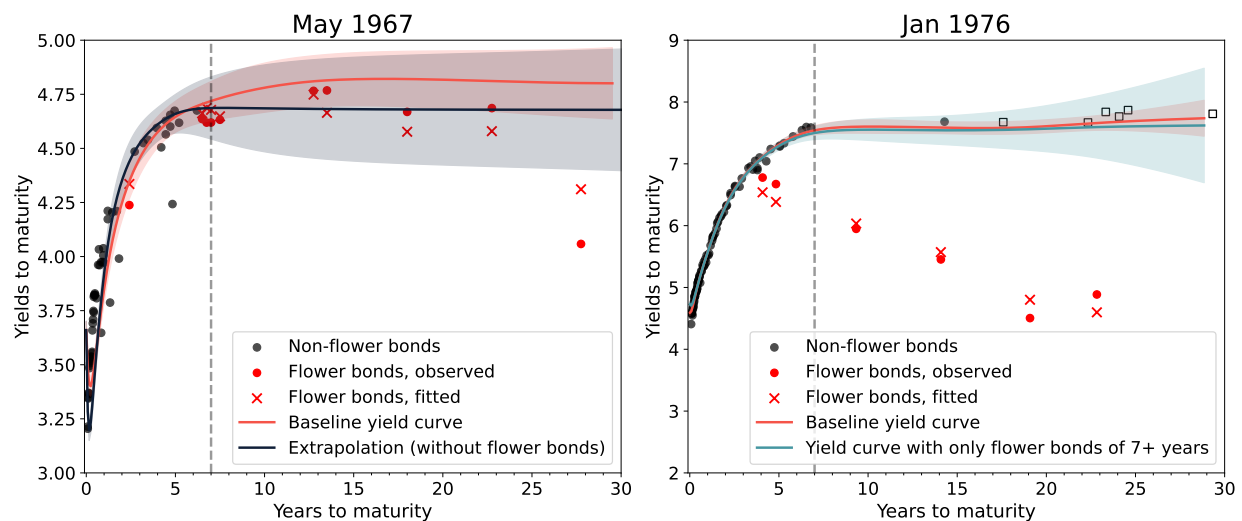 May 1967
5.00
4.75
4.50
4.25
4.00
3.75
3.50
3.25
3.00
Yields to maturity
0 5 10 15 20 25 30
Years to maturity
Non-flower bonds
Flower bonds, observed
Flower bonds, fitted
Baseline yield curve
Extrapolation (without flower bonds)
Jan 1976
9
8
7
6
5
4
3
2
Yields to maturity
0 5 10 15 20 25 30
Years to maturity
Non-flower bonds
Flower bonds, observed
Flower bonds, fitted
Baseline yield curve
Yield curve with only flower bonds of 7+ years